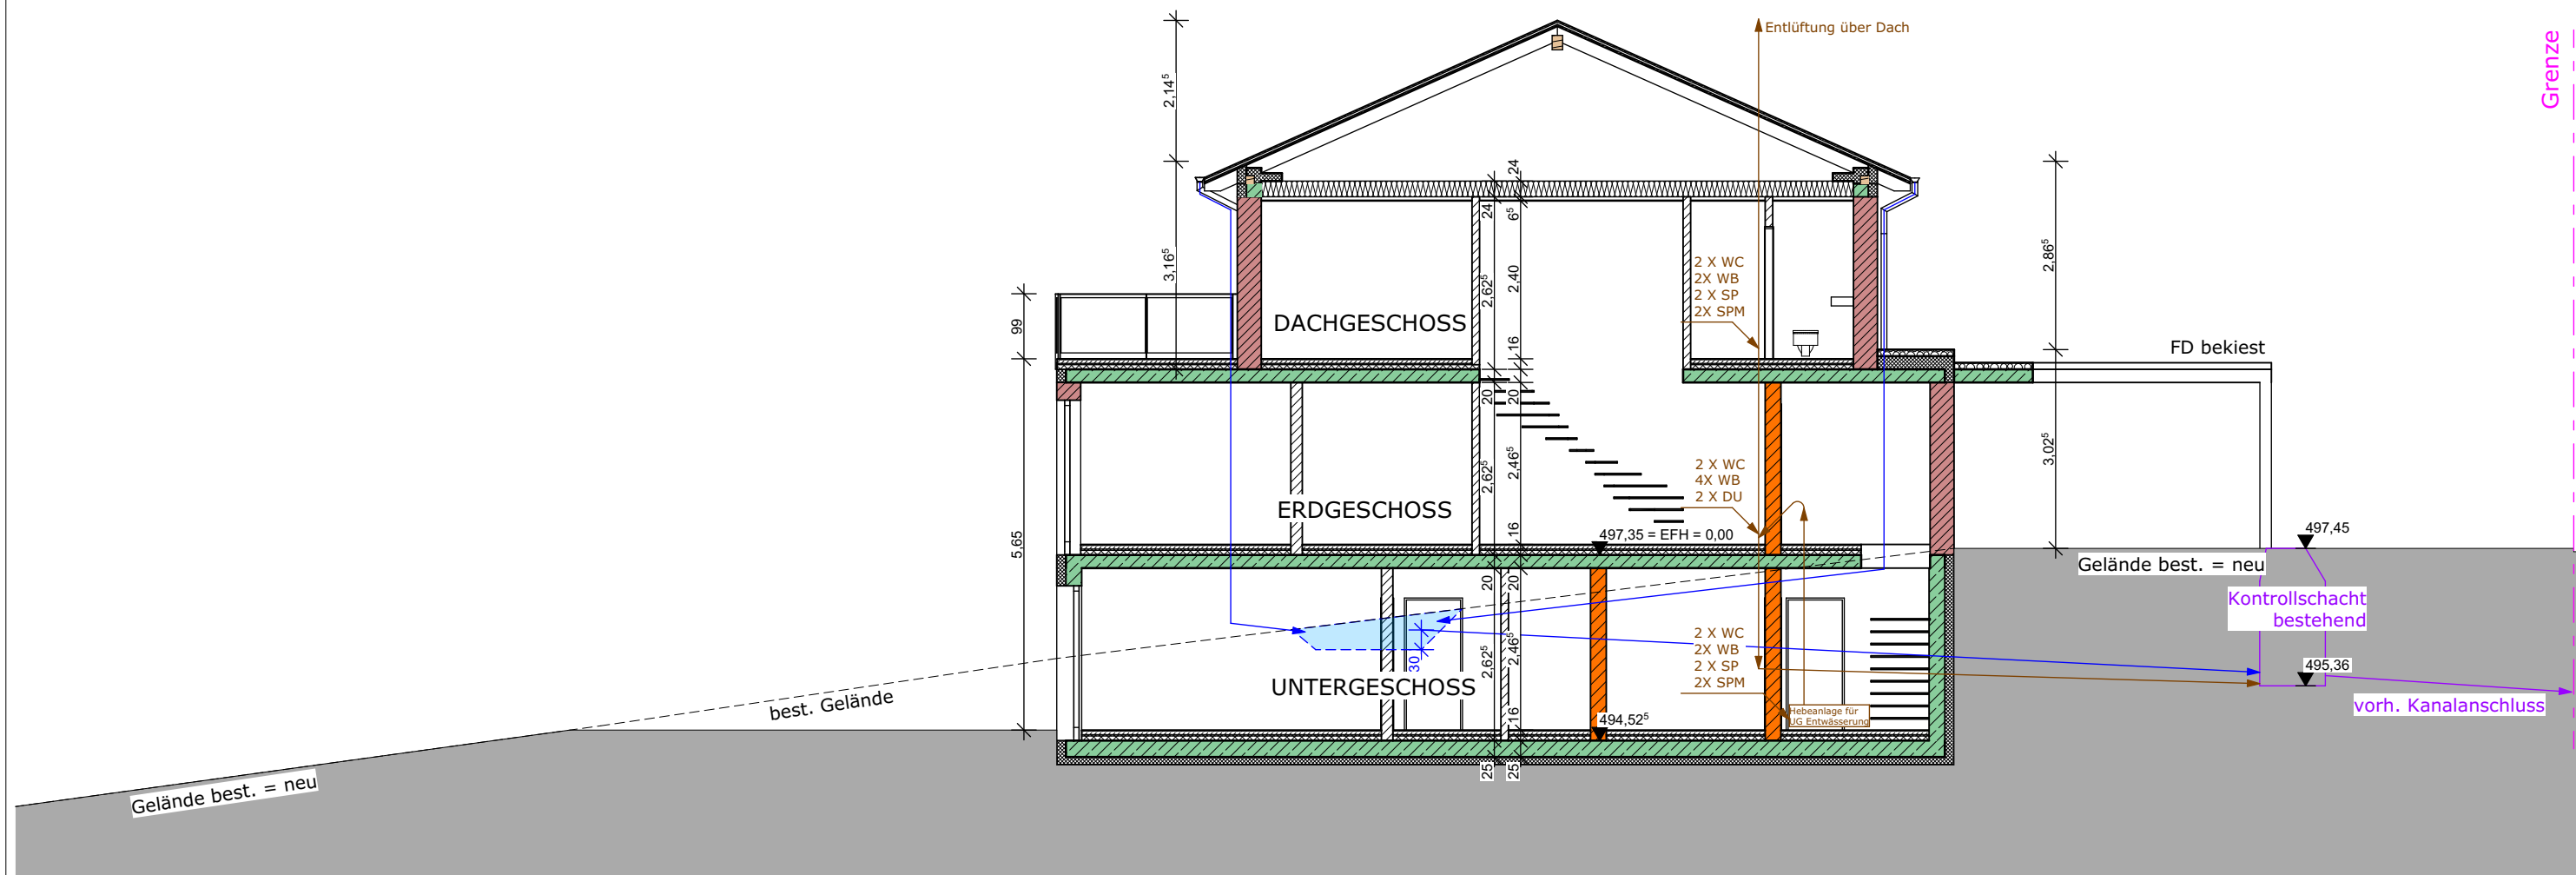 Entlüftung über Dach
Grenze
2,14⁵
24
3,16⁵
24
6⁵
2,86⁵
2 X WC
2X WB
2 X SP
2X SPM
2,62⁵
2,40
99
DACHGESCHOSS
16
FD bekiest
20
20
2,62⁵
2,46⁵
3,02⁵
2 X WC
4X WB
2 X DU
ERDGESCHOSS
5,65
16
497,35 = EFH = 0,00
497,45
Gelände best. = neu
20
20
Kontrollschacht
bestehend
30
2,62⁵
2,46⁵
2 X WC
2X WB
2 X SP
2X SPM
495,36
UNTERGESCHOSS
best. Gelände
vorh. Kanalanschluss
Hebeanlage für
UG Entwässerung
16
494,52⁵
25
25
Gelände best. = neu